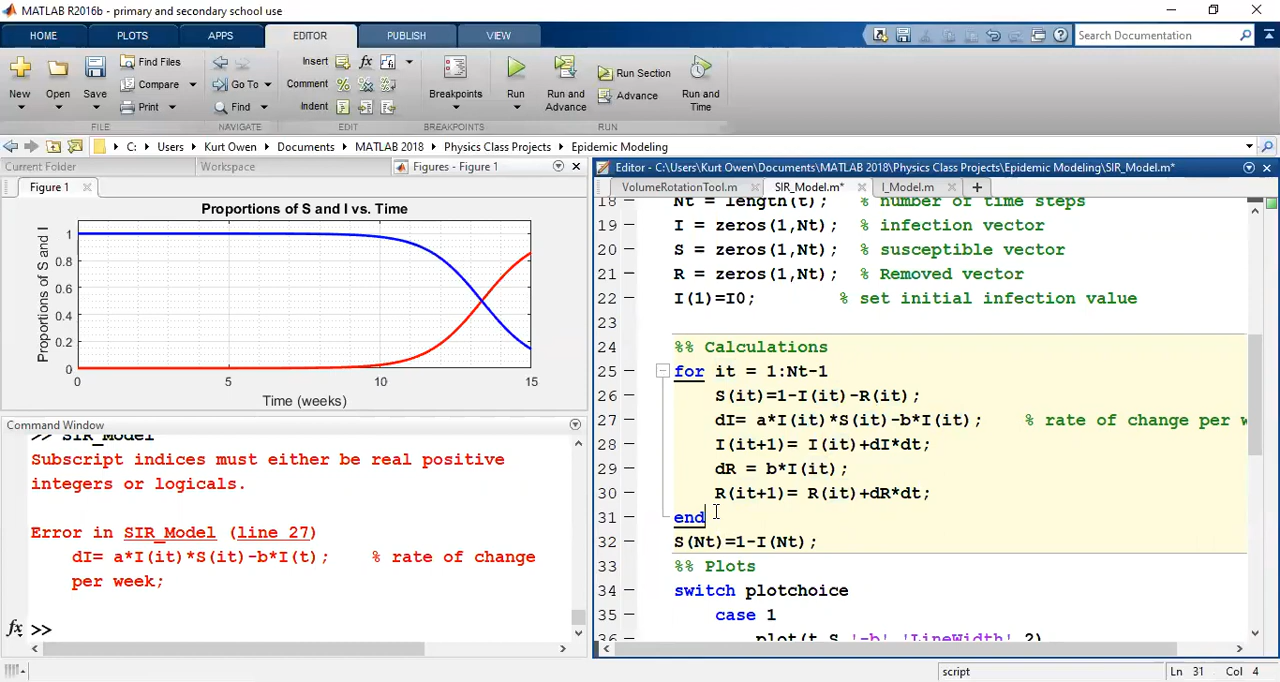 MATLAB R2016b - primary and secondary school use
HOME PLOTS APPS EDITOR PUBLISH VIEW
Search Documentation
New Open Save
Find Files
Compare
Print
FILE
Go To
Find
NAVIGATE
Insert fx
Comment %
Indent
EDIT
Breakpoints
BREAKPOINTS
Run
Run and Advance
Run Section
Advance
Run and Time
RUN
C: Users Kurt Owen Documents MATLAB 2018 Physics Class Projects Epidemic Modeling
Current Folder Workspace Figures - Figure 1
Figure 1
Proportions of S and I vs. Time
Proportions of S and I
1
0.8
0.6
0.4
0.2
0
0 5 10 15
Time (weeks)
Command Window
>> SIR_Model
Subscript indices must either be real positive
integers or logicals.
Error in SIR_Model (line 27)
dI= a*I(it)*S(it)-b*I(t); % rate of change
per week;
fx >>
Editor - C:\Users\Kurt Owen\Documents\MATLAB 2018\Physics Class Projects\Epidemic Modeling\SIR_Model.m*
VolumeRotationTool.m SIR_Model.m* I_Model.m +
18 Nt = length(t); % number of time steps
19 I = zeros(1,Nt); % infection vector
20 S = zeros(1,Nt); % susceptible vector
21 R = zeros(1,Nt); % Removed vector
22 I(1)=I0; % set initial infection value
23
24 %% Calculations
25 for it = 1:Nt-1
26 S(it)=1-I(it)-R(it);
27 dI= a*I(it)*S(it)-b*I(it); % rate of change per w
28 I(it+1)= I(it)+dI*dt;
29 dR = b*I(it);
30 R(it+1)= R(it)+dR*dt;
31 end
32 S(Nt)=1-I(Nt);
33 %% Plots
34 switch plotchoice
35 case 1
36 plot(t,S,'-b','LineWidth',2)
script Ln 31 Col 4